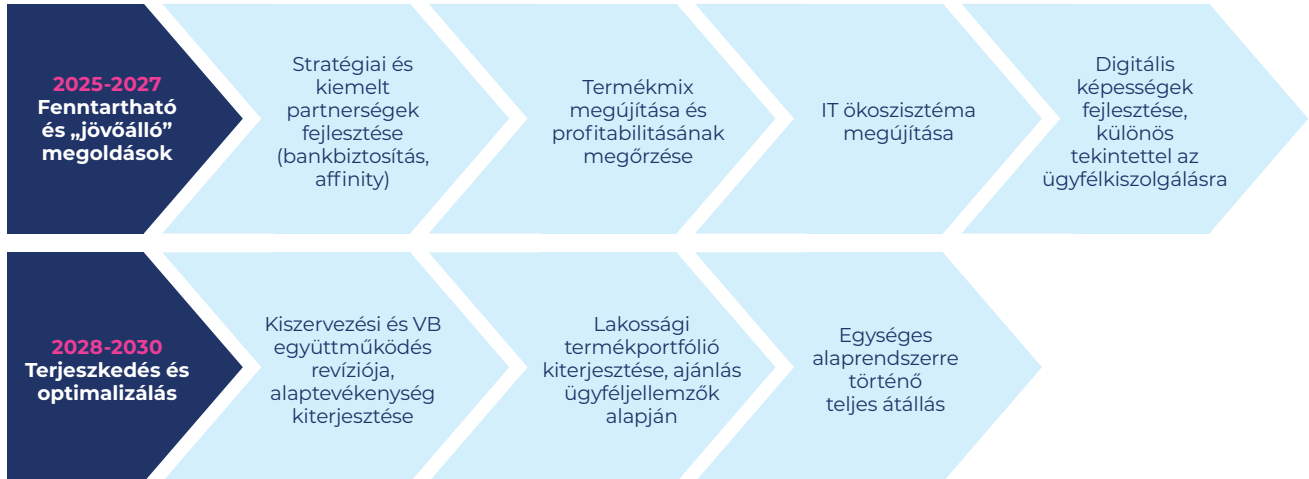 2025-2027
Fenntartható
és „jövőálló”
megoldások
Stratégiai és
kiemelt
partnerségek
fejlesztése
(bankbiztosítás,
affinity)
Termékmix
megújítása és
profitabilitásának
megőrzése
IT ökoszisztéma
megújítása
Digitális
képességek
fejlesztése,
különös
tekintettel az
ügyfélkiszolgálásra
2028-2030
Terjeszkedés és
optimalizálás
Kiszervezési és VB
együttműködés
revíziója,
alaptevékenység
kiterjesztése
Lakossági
termékportfólió
kiterjesztése, ajánlás
ügyféljellemzők
alapján
Egységes
alaprendszerre
történő
teljes átállás